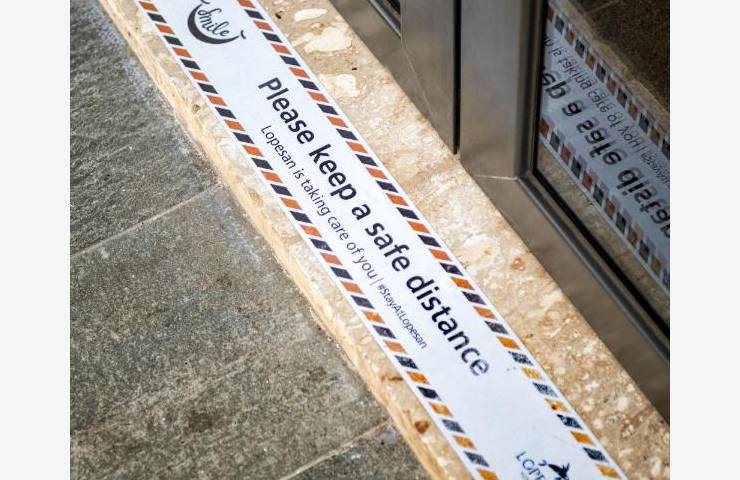 Smile
Please keep a safe distance
Lopesan is taking care of you | #StayAtLopesan